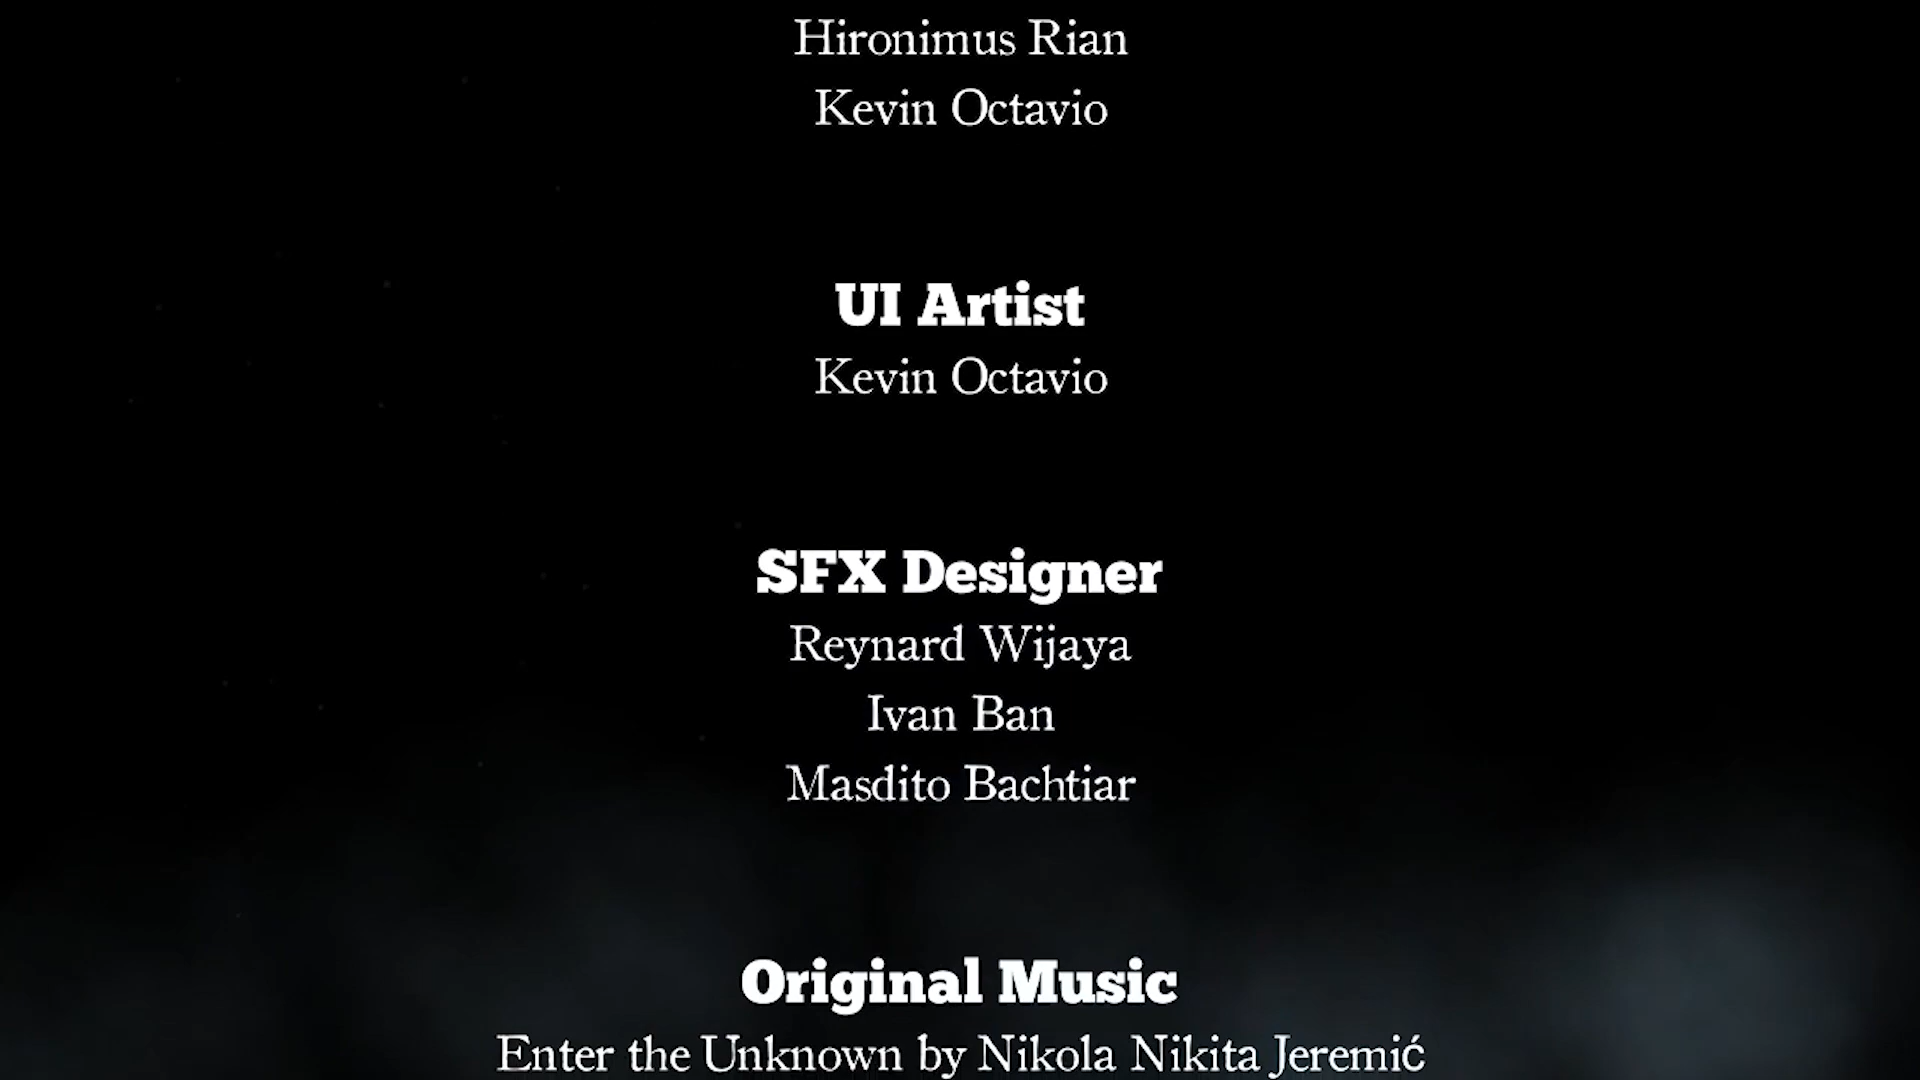 Hironimus Rian
Kevin Octavio
UI Artist
Kevin Octavio
SFX Designer
Reynard Wijaya
Ivan Ban
Masdito Bachtiar
Original Music
Enter the Unknown by Nikola Nikita Jeremić